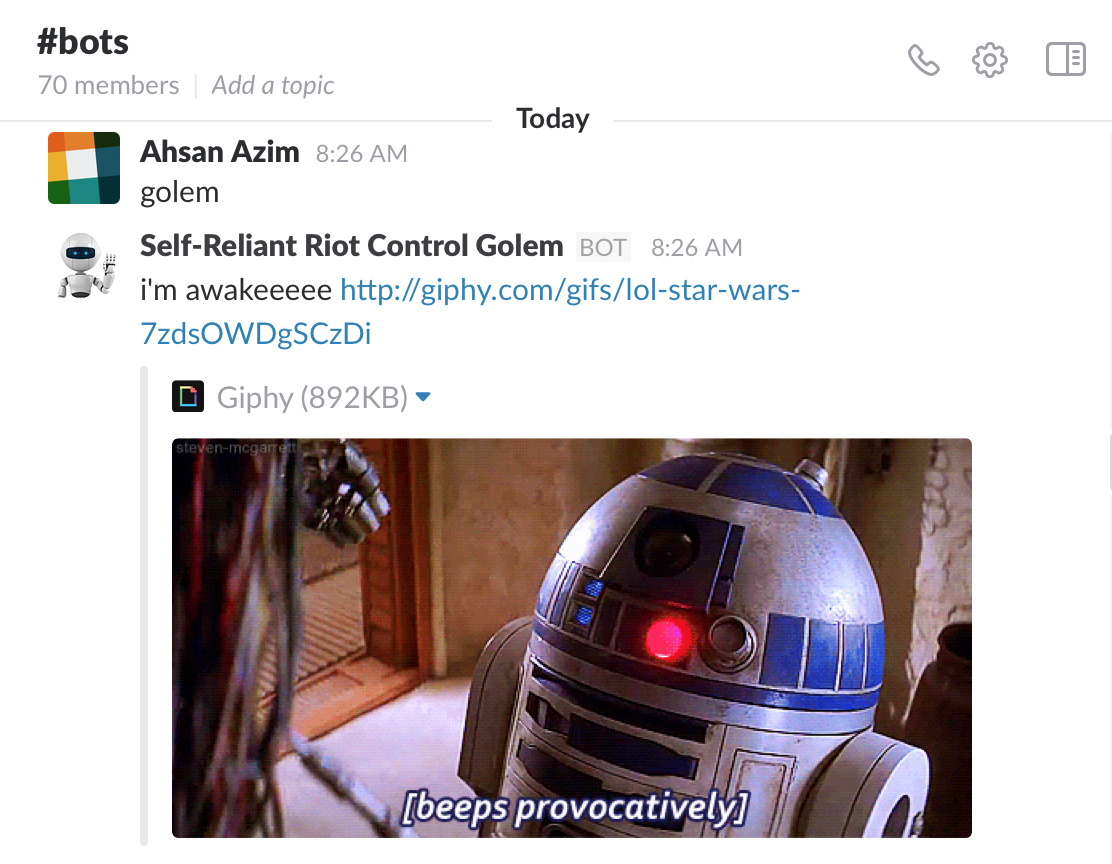 #bots
70 members | Add a topic
Today
Ahsan Azim 8:26 AM
golem
Self-Reliant Riot Control Golem BOT 8:26 AM
i'm awakeeeee http://giphy.com/gifs/lol-star-wars-
7zdsOWDgSCzDi
Giphy (892KB)
steven-mcgarrett
[beeps provocatively]